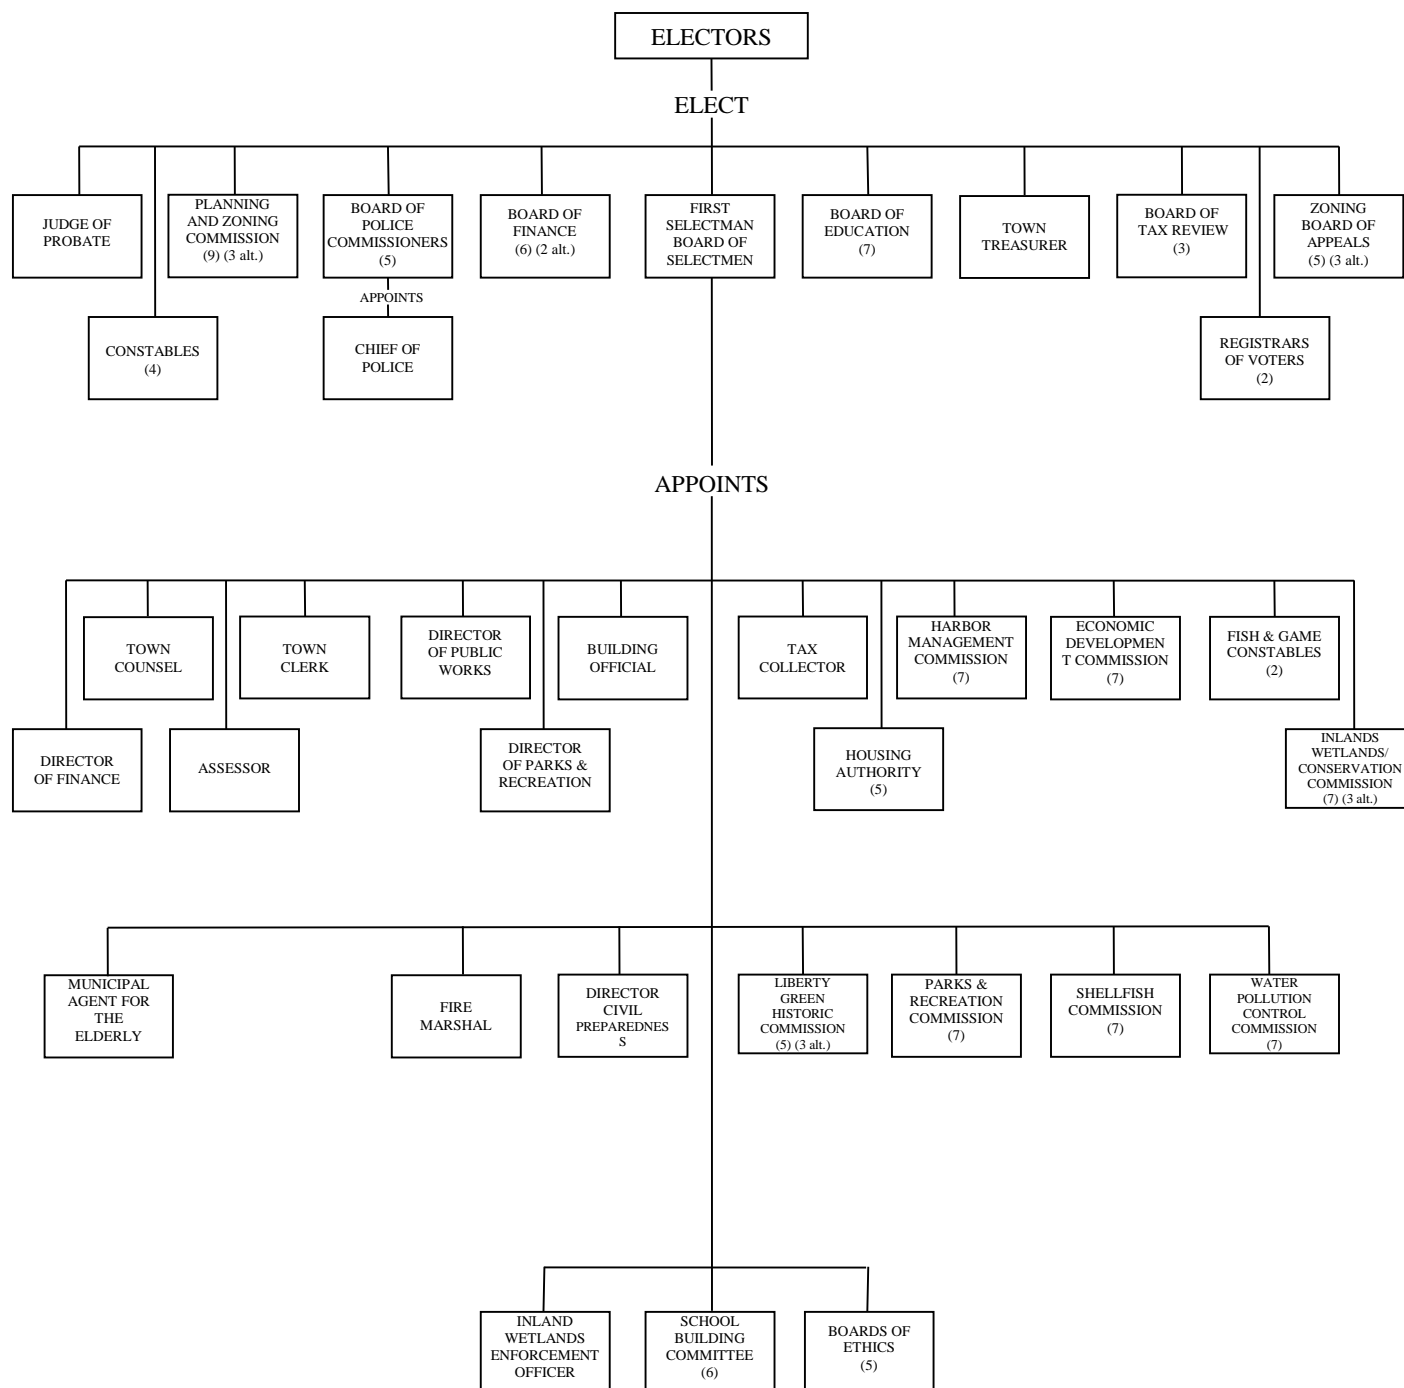 ELECTORS
ELECT
JUDGE OF
PROBATE
PLANNING
AND ZONING
COMMISSION
(9) (3 alt.)
BOARD OF
POLICE
COMMISSIONERS
(5)
BOARD OF
FINANCE
(6) (2 alt.)
FIRST
SELECTMAN
BOARD OF
SELECTMEN
BOARD OF
EDUCATION
(7)
TOWN
TREASURER
BOARD OF
TAX REVIEW
(3)
ZONING
BOARD OF
APPEALS
(5) (3 alt.)
APPOINTS
CONSTABLES
(4)
CHIEF OF
POLICE
REGISTRARS
OF VOTERS
(2)
APPOINTS
TOWN
COUNSEL
TOWN
CLERK
DIRECTOR
OF PUBLIC
WORKS
BUILDING
OFFICIAL
TAX
COLLECTOR
HARBOR
MANAGEMENT
COMMISSION
(7)
ECONOMIC
DEVELOPMEN
T COMMISSION
(7)
FISH & GAME
CONSTABLES
(2)
DIRECTOR
OF FINANCE
ASSESSOR
DIRECTOR
OF PARKS &
RECREATION
HOUSING
AUTHORITY
(5)
INLANDS
WETLANDS/
CONSERVATION
COMMISSION
(7) (3 alt.)
MUNICIPAL
AGENT FOR
THE
ELDERLY
FIRE
MARSHAL
DIRECTOR
CIVIL
PREPAREDNES
S
LIBERTY
GREEN
HISTORIC
COMMISSION
(5) (3 alt.)
PARKS &
RECREATION
COMMISSION
(7)
SHELLFISH
COMMISSION
(7)
WATER
POLLUTION
CONTROL
COMMISSION
(7)
INLAND
WETLANDS
ENFORCEMENT
OFFICER
SCHOOL
BUILDING
COMMITTEE
(6)
BOARDS OF
ETHICS
(5)